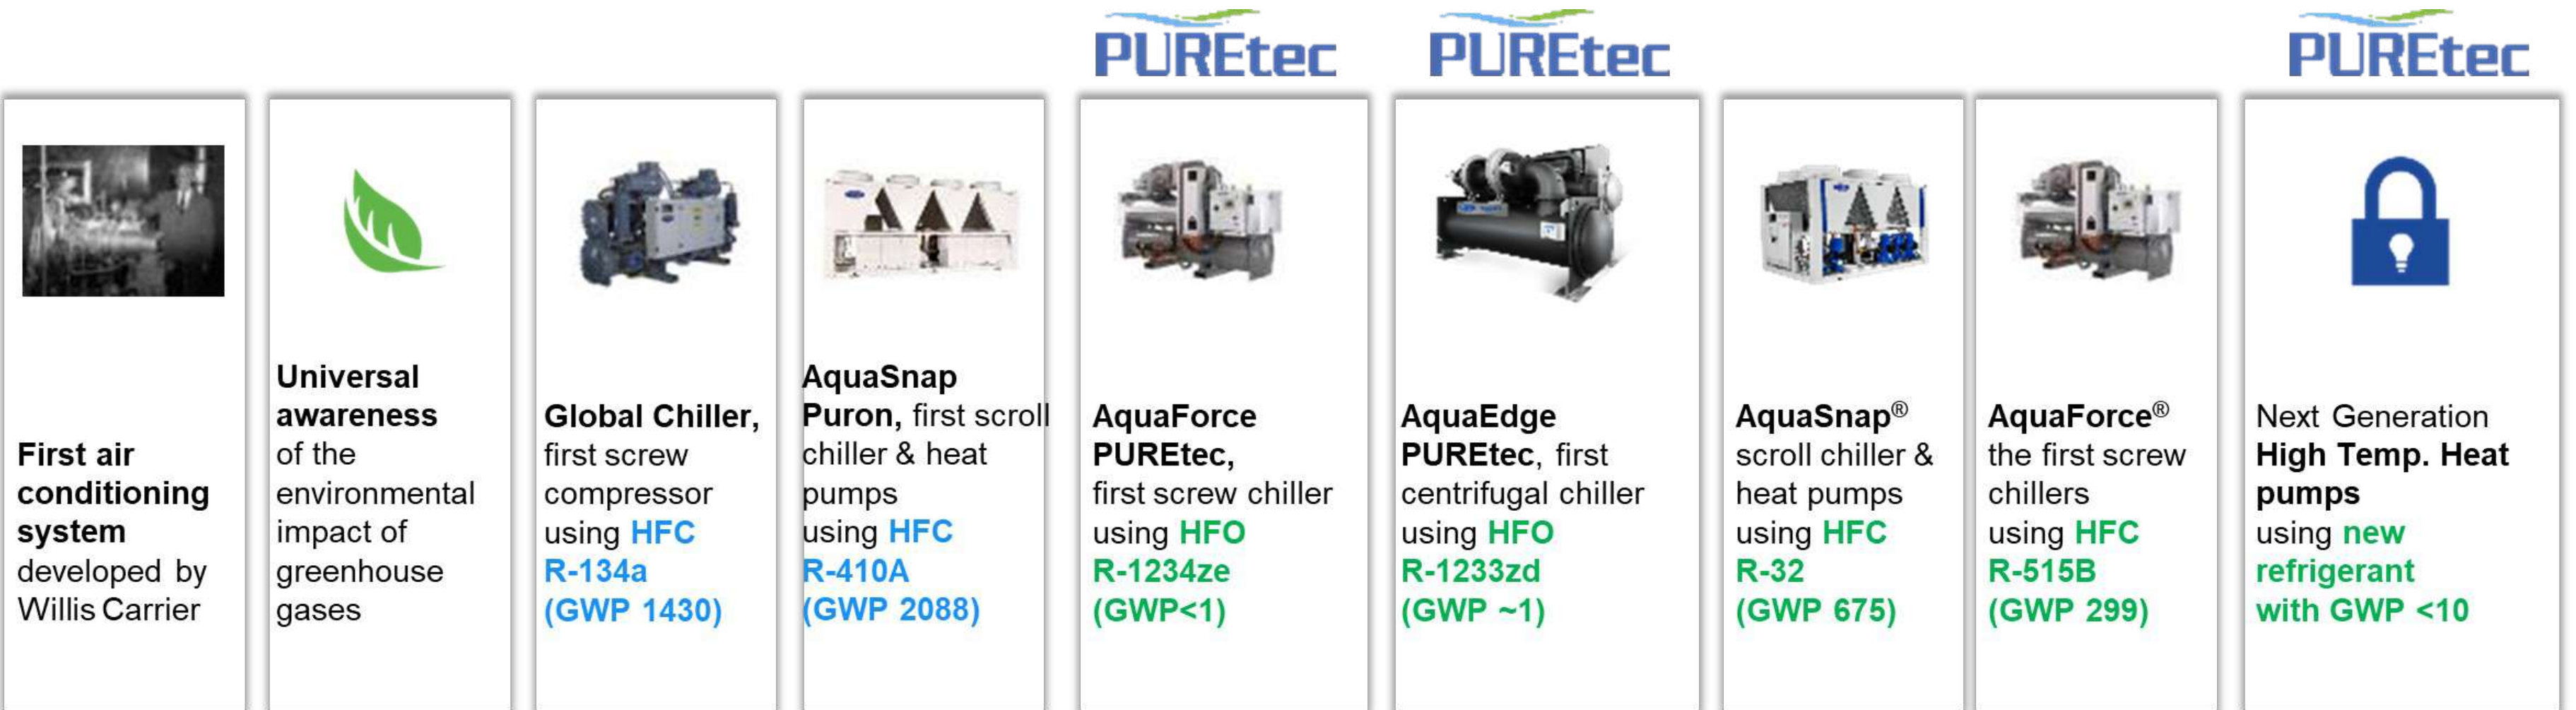 PUREtec
PUREtec
PUREtec
First air
conditioning
system
developed by
Willis Carrier
Universal
awareness
of the
environmental
impact of
greenhouse
gases
Global Chiller,
first screw
compressor
using HFC
R-134a
(GWP 1430)
AquaSnap
Puron, first scroll
chiller & heat
pumps
using HFC
R-410A
(GWP 2088)
AquaForce
PUREtec,
first screw chiller
using HFO
R-1234ze
(GWP<1)
AquaEdge
PUREtec, first
centrifugal chiller
using HFO
R-1233zd
(GWP ~1)
AquaSnap®
scroll chiller &
heat pumps
using HFC
R-32
(GWP 675)
AquaForce®
the first screw
chillers
using HFC
R-515B
(GWP 299)
Next Generation
High Temp. Heat
pumps
using new
refrigerant
with GWP <10